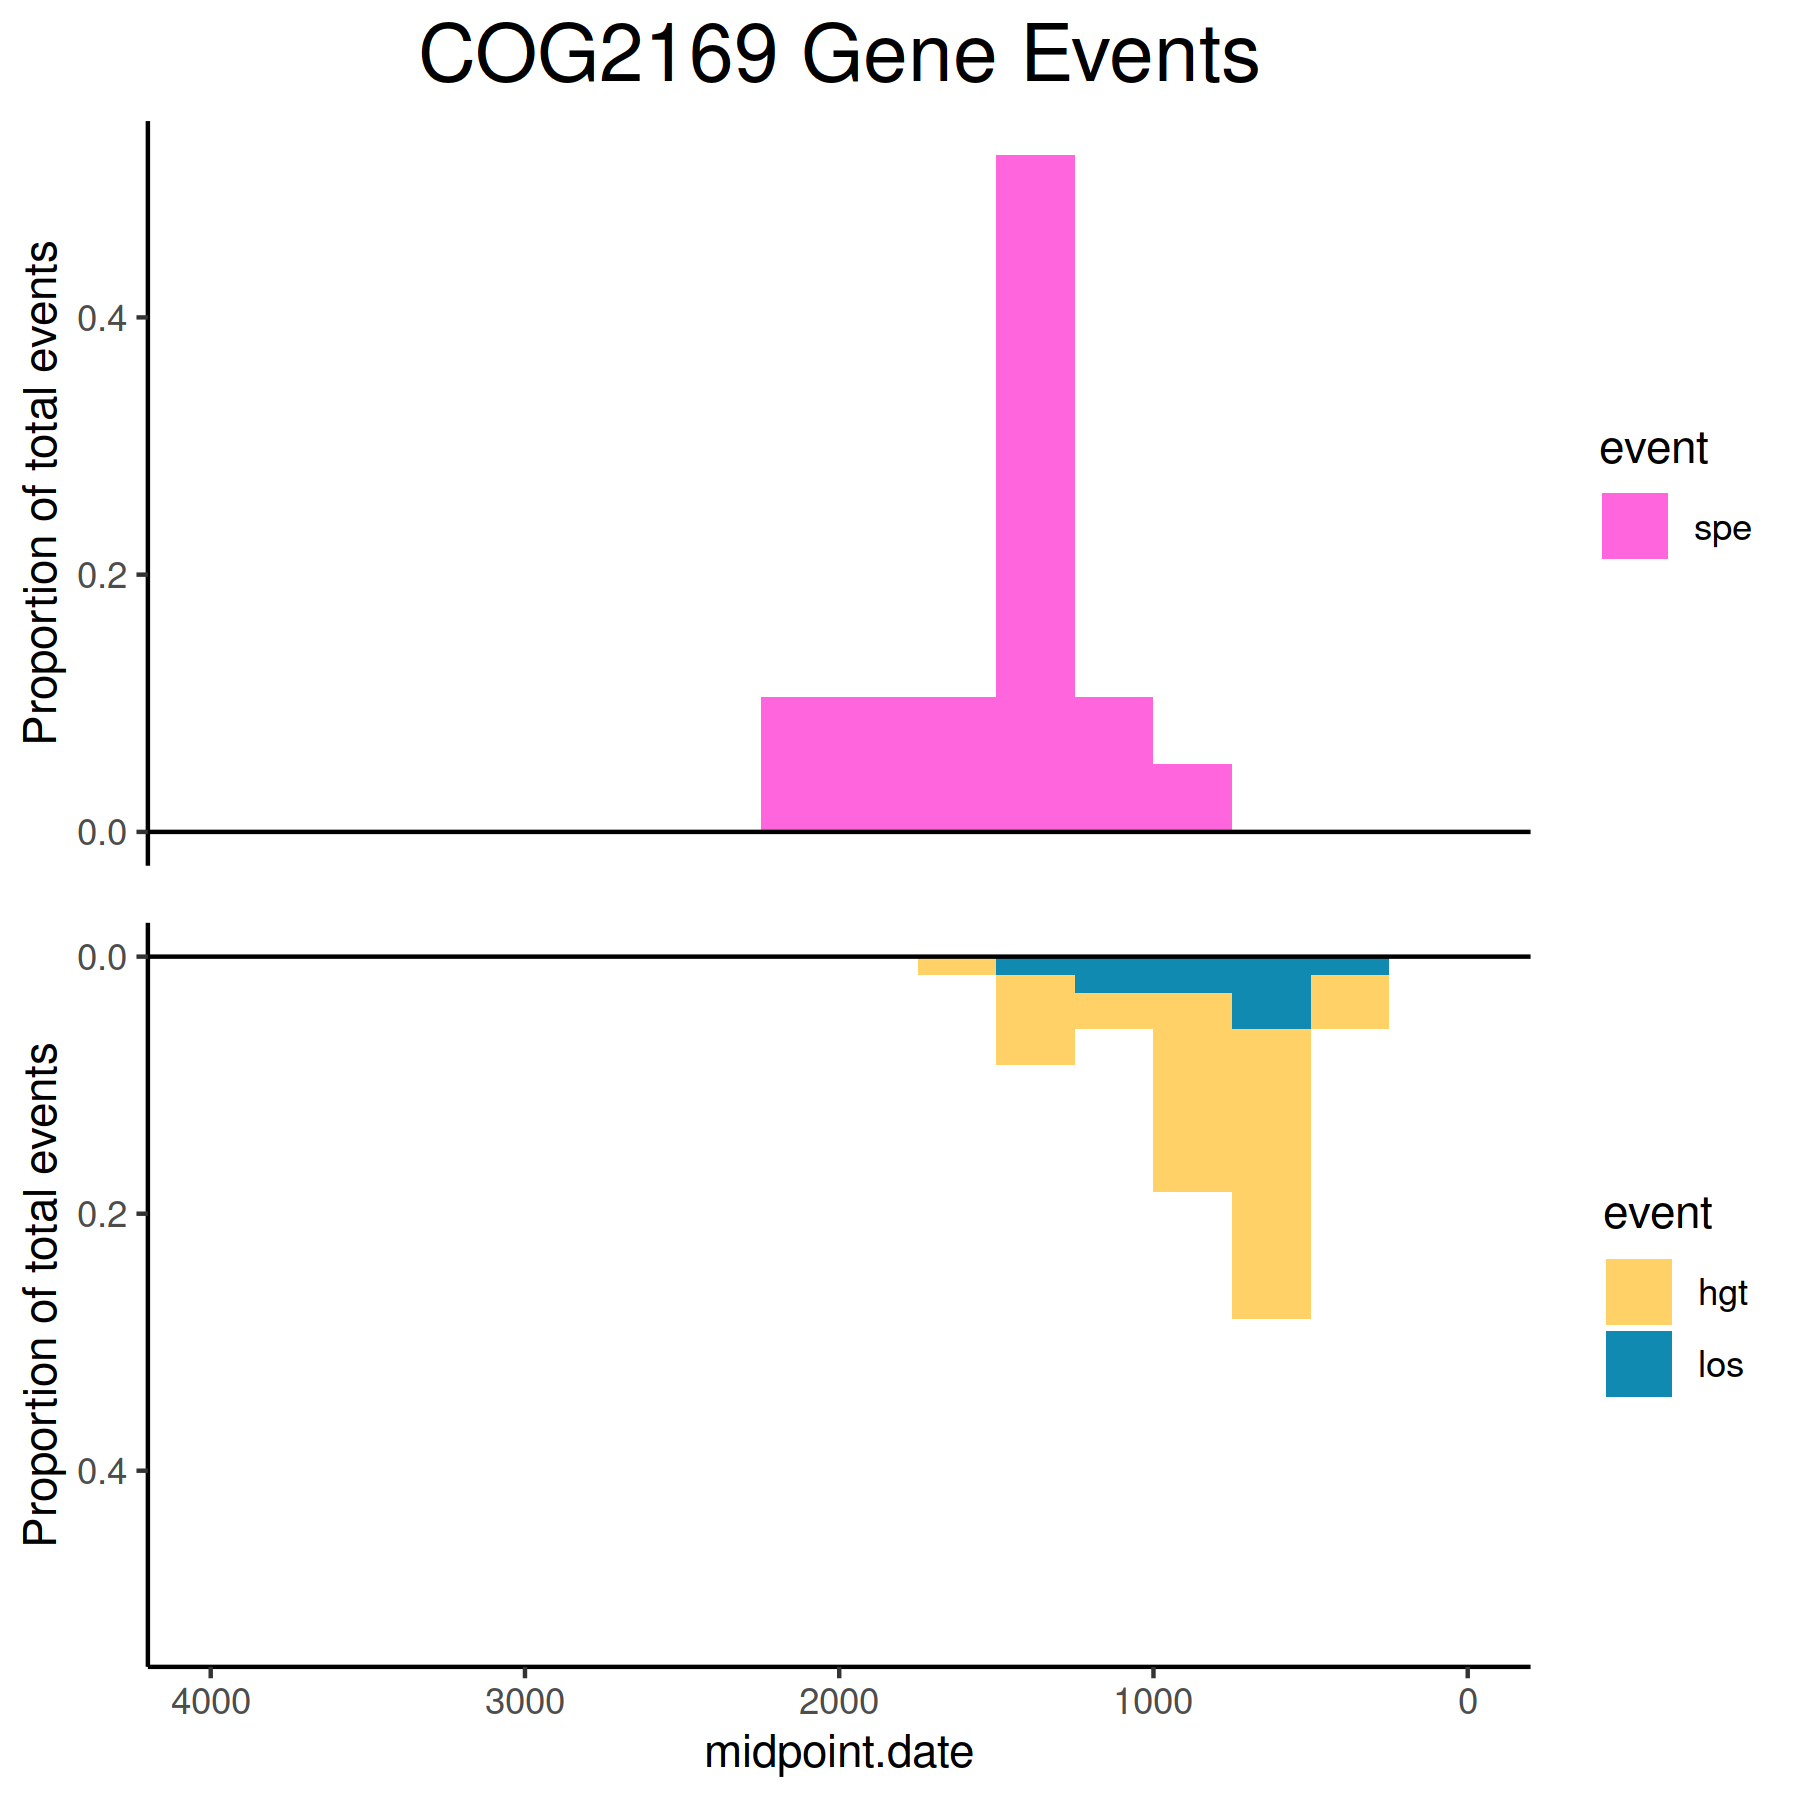 COG2169 Gene Events
Proportion of total events
0.4
0.2
0.0
event
spe
Proportion of total events
0.0
0.2
0.4
event
hgt
los
4000 3000 2000 1000 0
midpoint.date